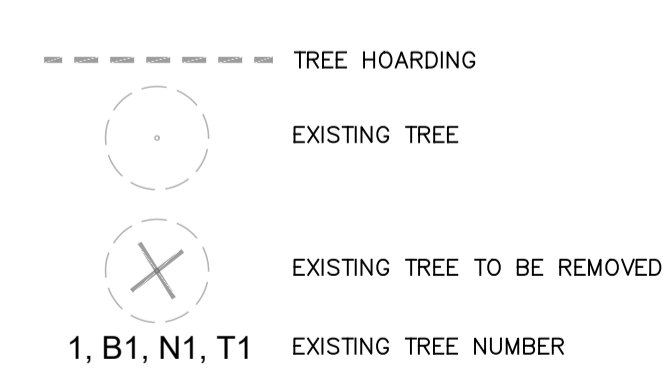 TREE HOARDING
EXISTING TREE
EXISTING TREE TO BE REMOVED
1, B1, N1, T1 EXISTING TREE NUMBER